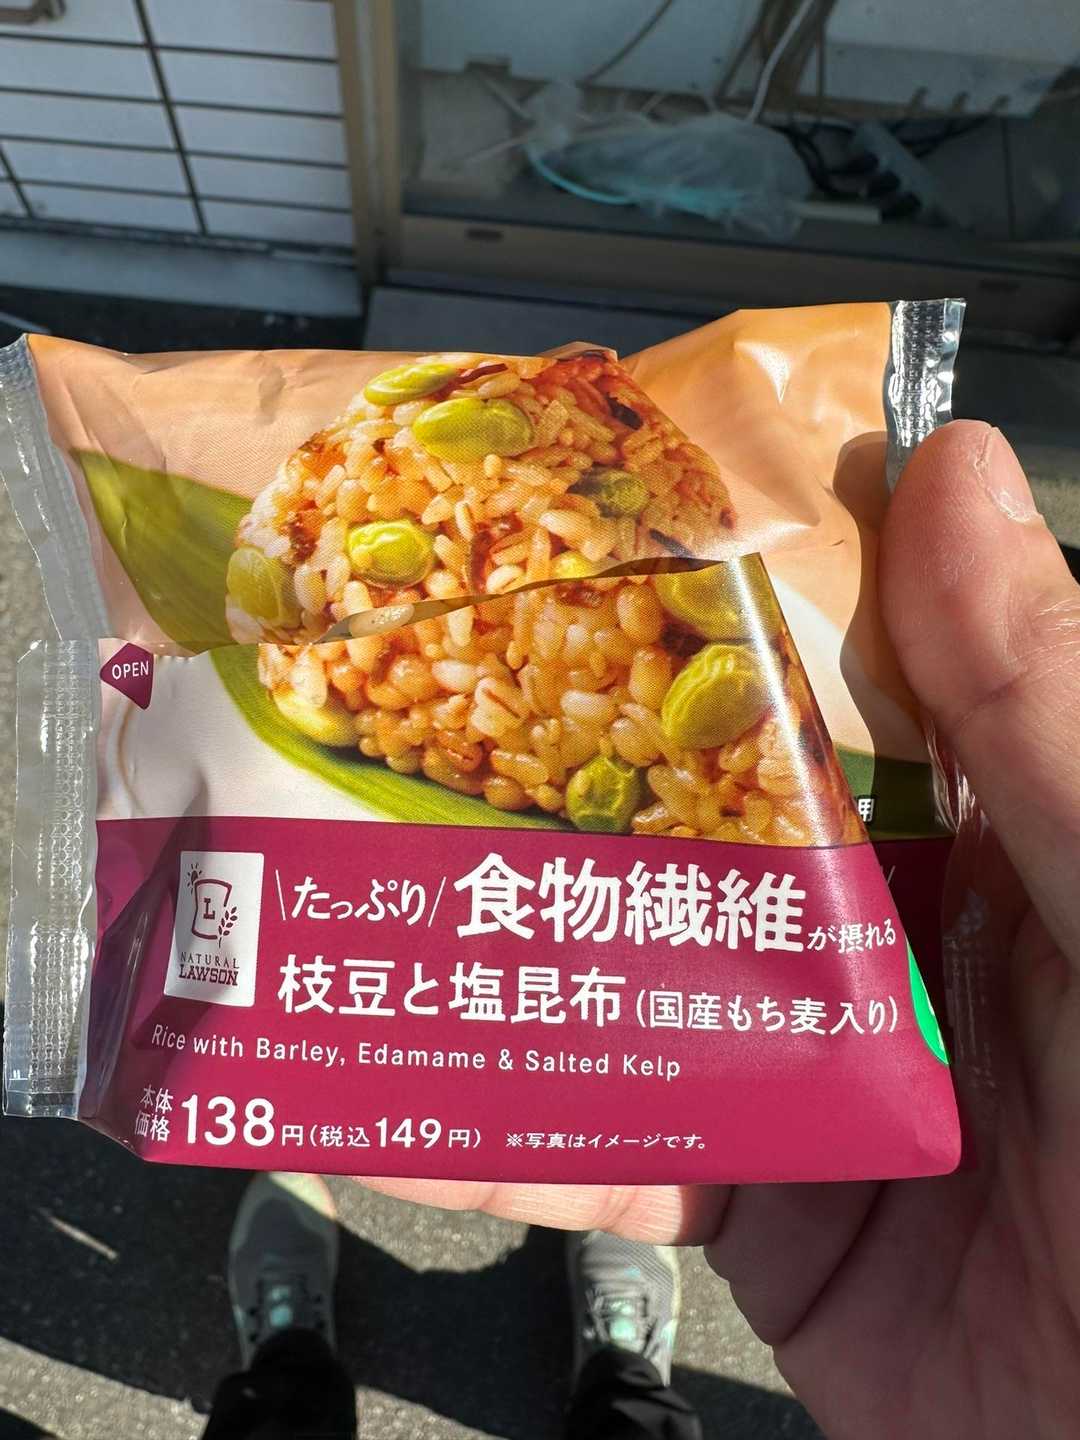 OPEN
用
L
NATURAL
LAWSON
\たっぷり/食物繊維が摂れる
枝豆と塩昆布(国産もち麦入り)
Rice with Barley, Edamame & Salted Kelp
本体価格138円(税込149円) ※写真はイメージです。